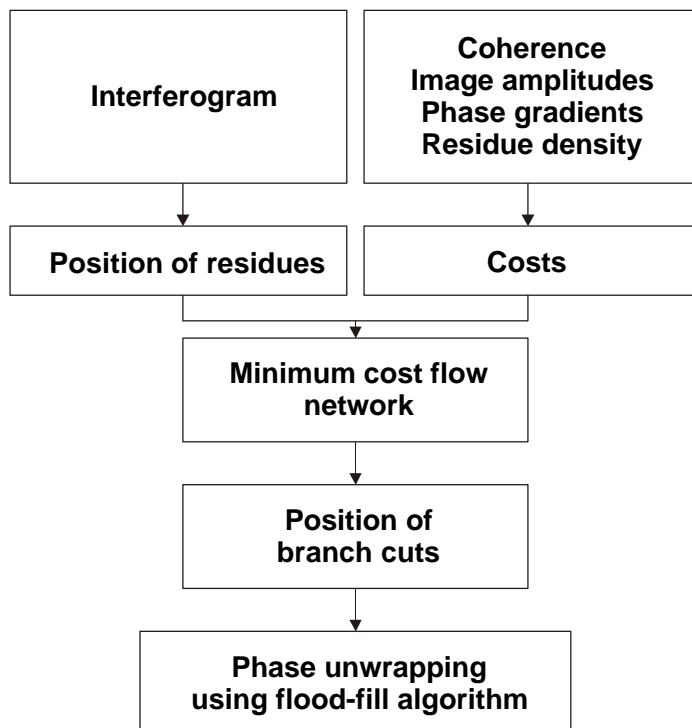 Interferogram
Coherence
Image amplitudes
Phase gradients
Residue density
Position of residues
Costs
Minimum cost flow
network
Position of
branch cuts
Phase unwrapping
using flood-fill algorithm